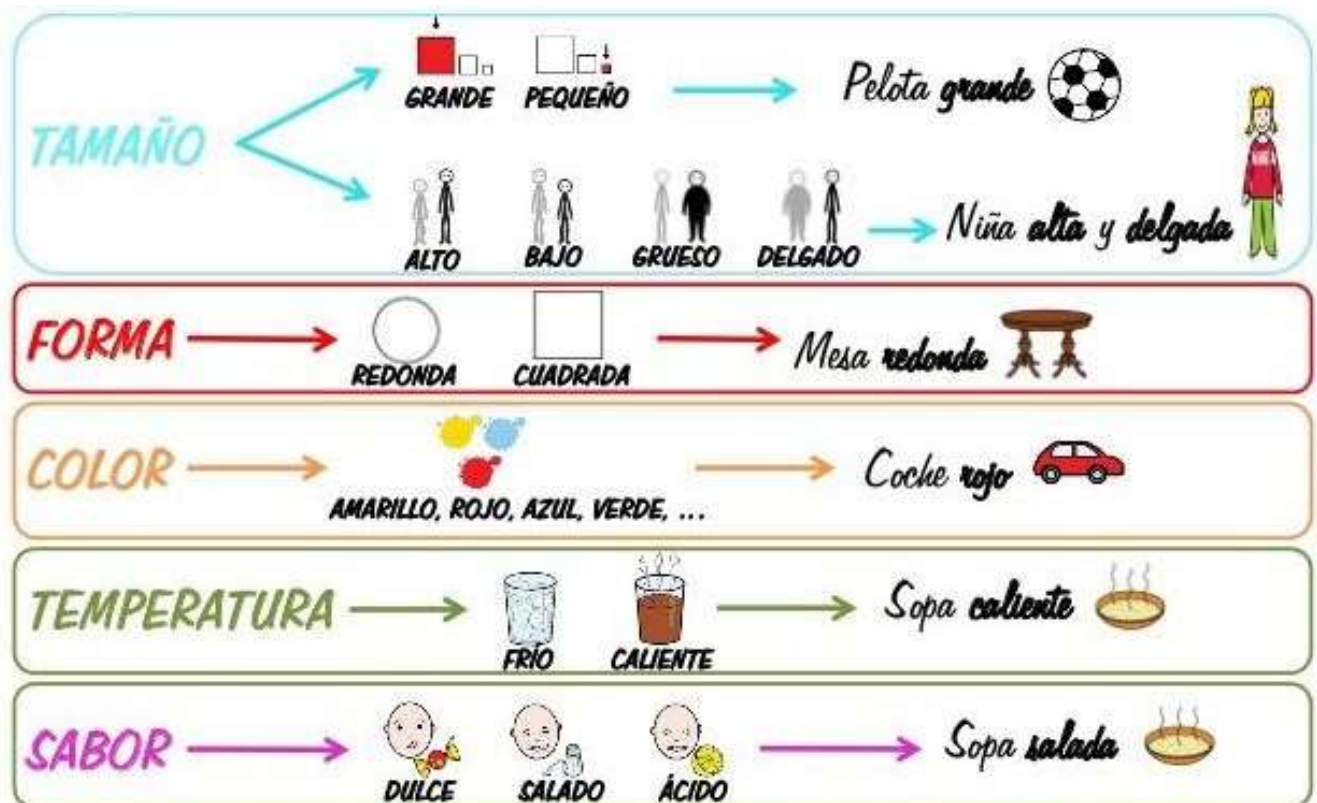 TAMAÑO
GRANDE PEQUEÑO
Pelota grande
ALTO BAJO GRUESO DELGADO
Niña alta y delgada
FORMA
REDONDA CUADRADA
Mesa redonda
COLOR
AMARILLO, ROJO, AZUL, VERDE, ...
Coche rojo
TEMPERATURA
FRÍO CALIENTE
Sopa caliente
SABOR
DULCE SALADO ÁCIDO
Sopa salada